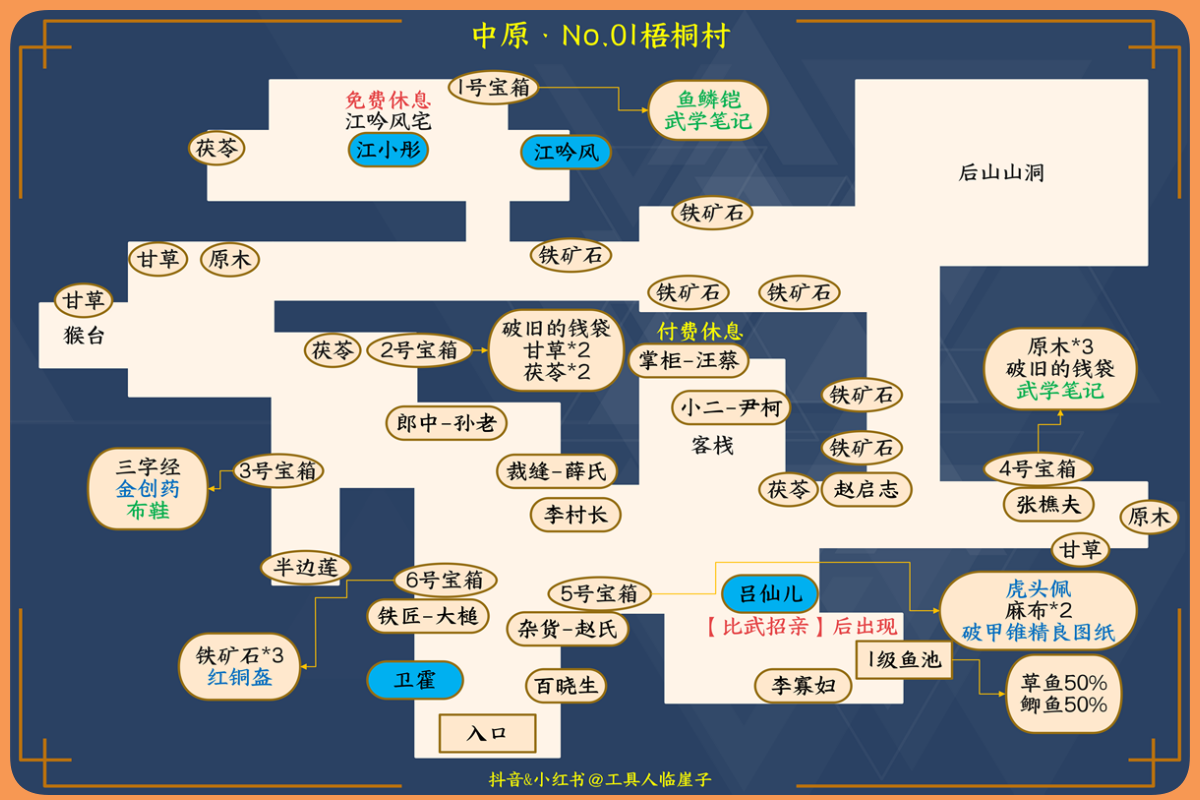 中原 · No.01梧桐村
1号宝箱
免费休息
江吟风宅
江小彤
鱼鳞铠
武学笔记
茯苓
江吟风
后山山洞
铁矿石
甘草
原木
铁矿石
甘草
猴台
铁矿石
铁矿石
茯苓
2号宝箱
破旧的钱袋
甘草*2
茯苓*2
付费休息
掌柜-汪蔡
小二-尹柯
客栈
铁矿石
铁矿石
茯苓
赵启志
原木*3
破旧的钱袋
武学笔记
4号宝箱
张樵夫
原木
甘草
郎中-孙老
裁缝-薛氏
李村长
三字经
金创药
布鞋
3号宝箱
半边莲
6号宝箱
铁匠-大槌
铁矿石*3
红铜盔
卫霍
5号宝箱
杂货-赵氏
百晓生
入口
吕仙儿
【比武招亲】后出现
虎头佩
麻布*2
破甲锥精良图纸
1级鱼池
李寡妇
草鱼50%
鲫鱼50%
抖音&小红书@工具人临崖子